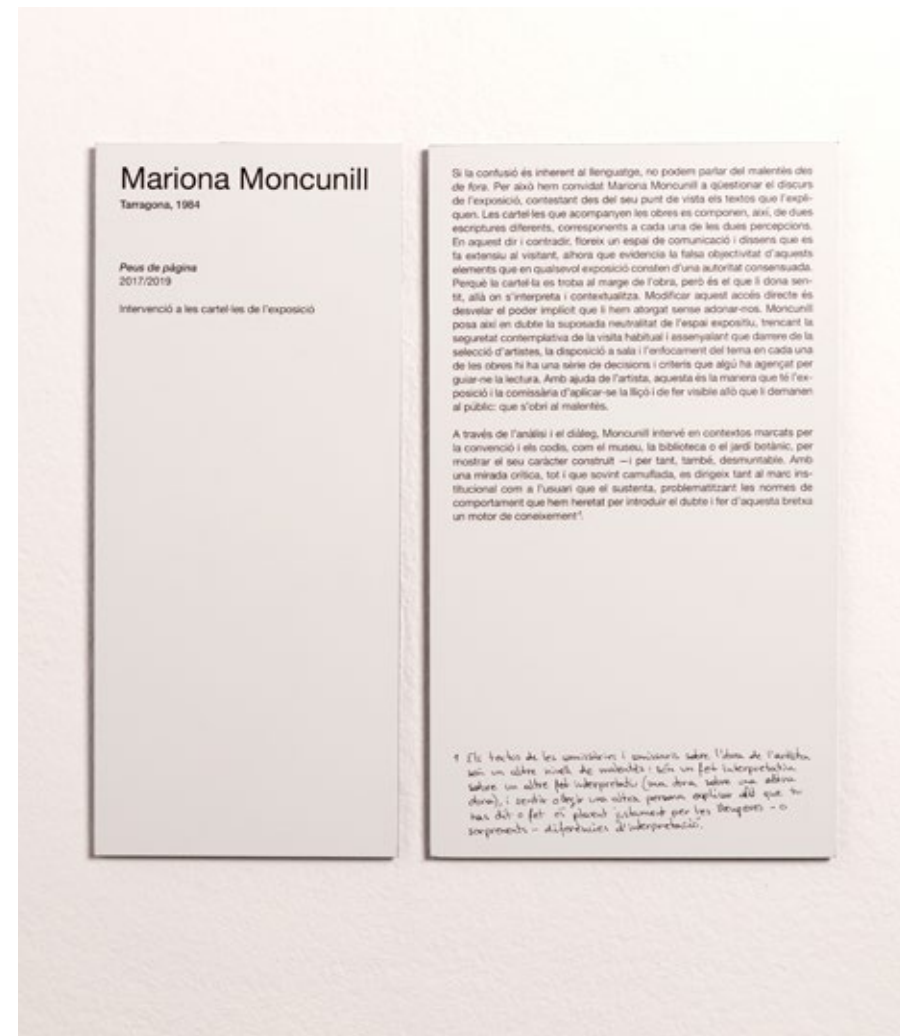 Mariona Moncunill
Tarragona, 1984
Peus de pàgina
2017/2019
Intervenció a les cartel·les de l'exposició
Si la confusió és inherent al llenguatge, no podem parlar del malentès des
de fora. Per això hem convidat Mariona Moncunill a qüestionar el discurs
de l'exposició, contestant des del seu punt de vista els textos que l'expli-
quen. Les cartel·les que acompanyen les obres es componen, així, de dues
escriptures diferents, corresponents a cada una de les dues percepcions.
En aquest dir i contradir, floreix un espai de comunicació i dissens que es
fa extensiu al visitant, alhora que evidencia la falsa objectivitat d'aquests
elements que en qualsevol exposició consten d'una autoritat consensuada.
Perquè la cartel·la es troba al marge de l'obra, però és el que li dona sen-
tit, allà on s'interpreta i contextualitza. Modificar aquest accés directe és
desvelar el poder implícit que li hem atorgat sense adonar-nos. Moncunill
posa així en dubte la suposada neutralitat de l'espai expositiu, trencant la
seguretat contemplativa de la visita habitual i assenyalant que darrere de la
selecció d'artistes, la disposició a sala i l'enfocament del tema en cada una
de les obres hi ha una sèrie de decisions i criteris que algú ha agençat per
guiar-ne la lectura. Amb ajuda de l'artista, aquesta és la manera que té l'ex-
posició i la comissària d'aplicar-se la lliçó i de fer visible allò que li demanen
al públic: que s'obri al malentès.
A través de l'anàlisi i el diàleg, Moncunill intervé en contextos marcats per
la convenció i els codis, com el museu, la biblioteca o el jardí botànic, per
mostrar el seu caràcter construït —i per tant, també, desmuntable. Amb
una mirada crítica, tot i que sovint camuflada, es dirigeix tant al marc ins-
titucional com a l'usuari que el sustenta, problematitzant les normes de
comportament que hem heretat per introduir el dubte i fer d'aquesta bretxa
un motor de coneixement¹.
1 Els textos de les comissàries i comissaris sobre l'obra de l'artista
són un altre nivell de malentès: són un fet interpretatiu
sobre un altre fet interpretatiu (una obra sobre una altra
obra), i sentir o llegir una altra persona explicar allò que tu
has dit o fet és plaent justament per les lleugeres - o
sorprenents - diferències d'interpretació.